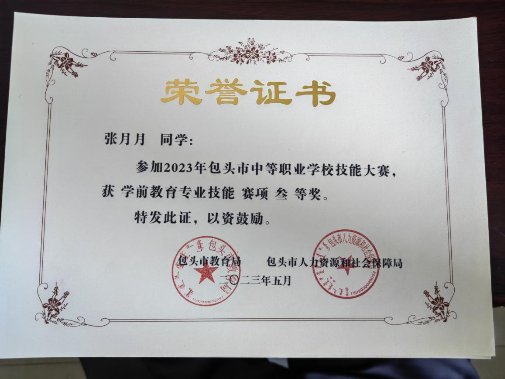 荣誉证书
张月月 同学：
参加2023年包头市中等职业学校技能大赛，
获 学前教育专业技能 赛项 叁 等奖。
特发此证，以资鼓励。
包头市教育局 包头市人力资源和社会保障局
二〇二三年五月